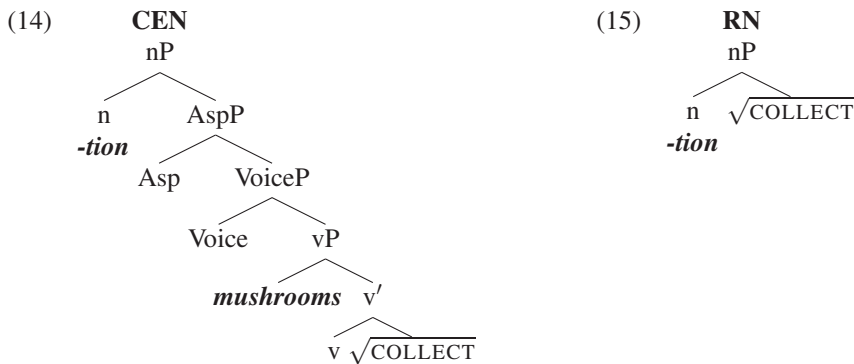 (14) CEN (15) RN
nP nP
n AspP n √COLLECT
-tion -tion
Asp VoiceP
Voice vP
mushrooms v′
v √COLLECT